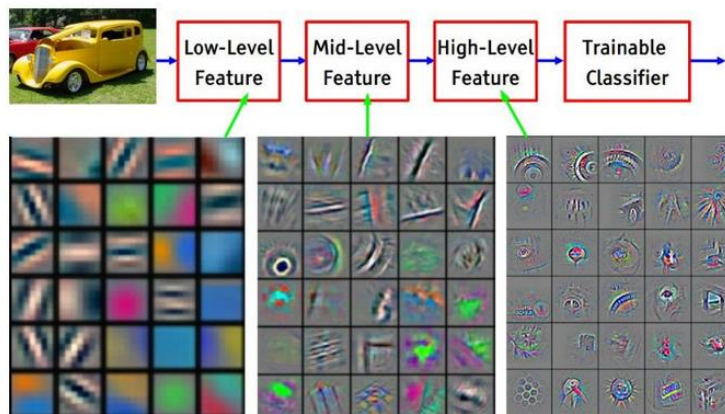 Low-Level
Feature
Mid-Level
Feature
High-Level
Feature
Trainable
Classifier